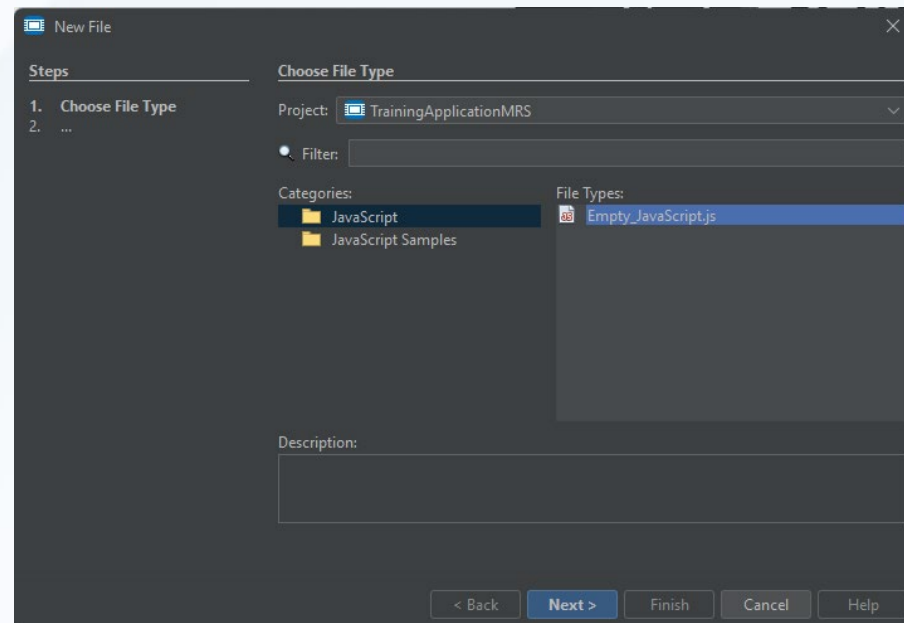 New File
Steps
1. Choose File Type
2. ...
Choose File Type
Project: TrainingApplicationMRS
Filter:
Categories:
JavaScript
JavaScript Samples
File Types:
Empty_JavaScript.js
Description:
< Back Next > Finish Cancel Help